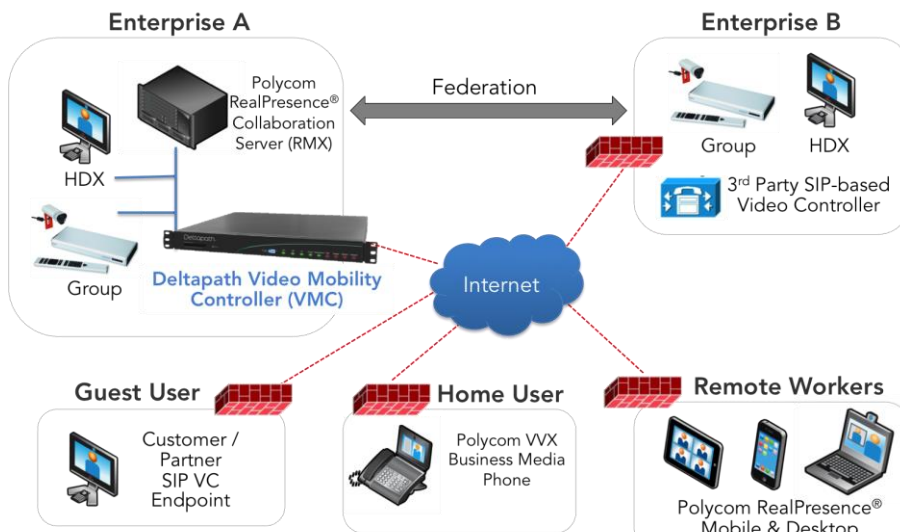 Enterprise A
Polycom
RealPresence®
Collaboration
Server (RMX)
HDX
Group
Deltapath
Deltapath Video Mobility
Controller (VMC)
Federation
Enterprise B
Group
HDX
3rd Party SIP-based
Video Controller
Internet
Guest User
Customer /
Partner
SIP VC
Endpoint
Home User
Polycom VVX
Business Media
Phone
Remote Workers
Polycom RealPresence®
Mobile & Desktop